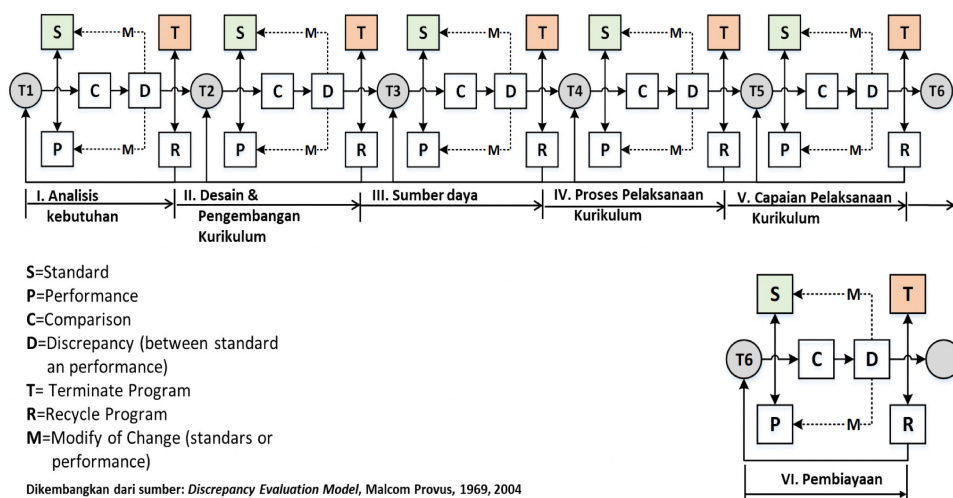 S M T S M T S M T S M T S M T
T1 C D T2 C D T3 C D T4 C D T5 C D T6
P M R P M R P M R P M R P M R
I. Analisis
kebutuhan
II. Desain &
Pengembangan
Kurikulum
III. Sumber daya
IV. Proses Pelaksanaan
Kurikulum
V. Capaian Pelaksanaan
Kurikulum
S=Standard
P=Performance
C=Comparison
D=Discrepancy (between standard
an performance)
T= Terminate Program
R=Recycle Program
M=Modify of Change (standars or
performance)
Dikembangkan dari sumber: Discrepancy Evaluation Model, Malcom Provus, 1969, 2004
S M T
T6 C D
P M R
VI. Pembiayaan